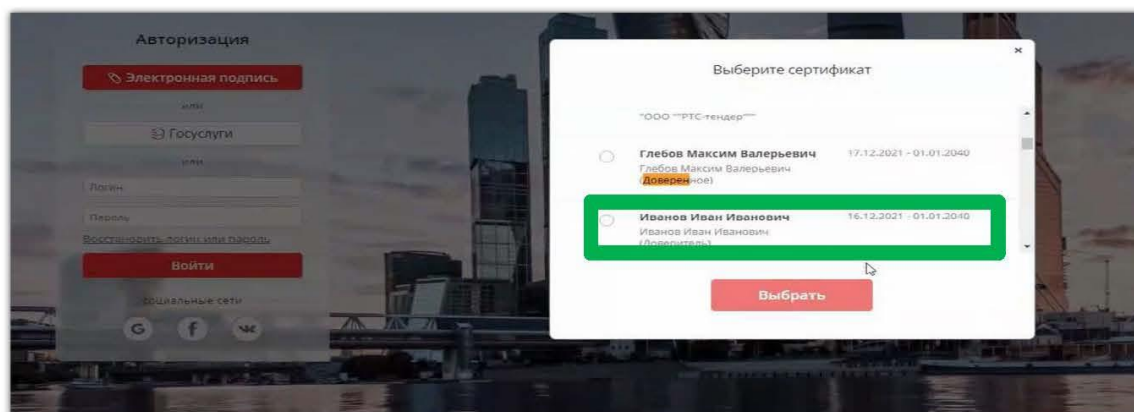 Авторизация
Электронная подпись
или
Госуслуги
или
Логин
Пароль
Восстановить логин или пароль
Войти
социальные сети
G f
Выберите сертификат
×
"ООО ""РТС-тендер"""
Глебов Максим Валерьевич 17.12.2021 - 01.01.2040
Глебов Максим Валерьевич
(Доверенное)
Иванов Иван Иванович 16.12.2021 - 01.01.2040
Иванов Иван Иванович
(Доверитель)
Выбрать